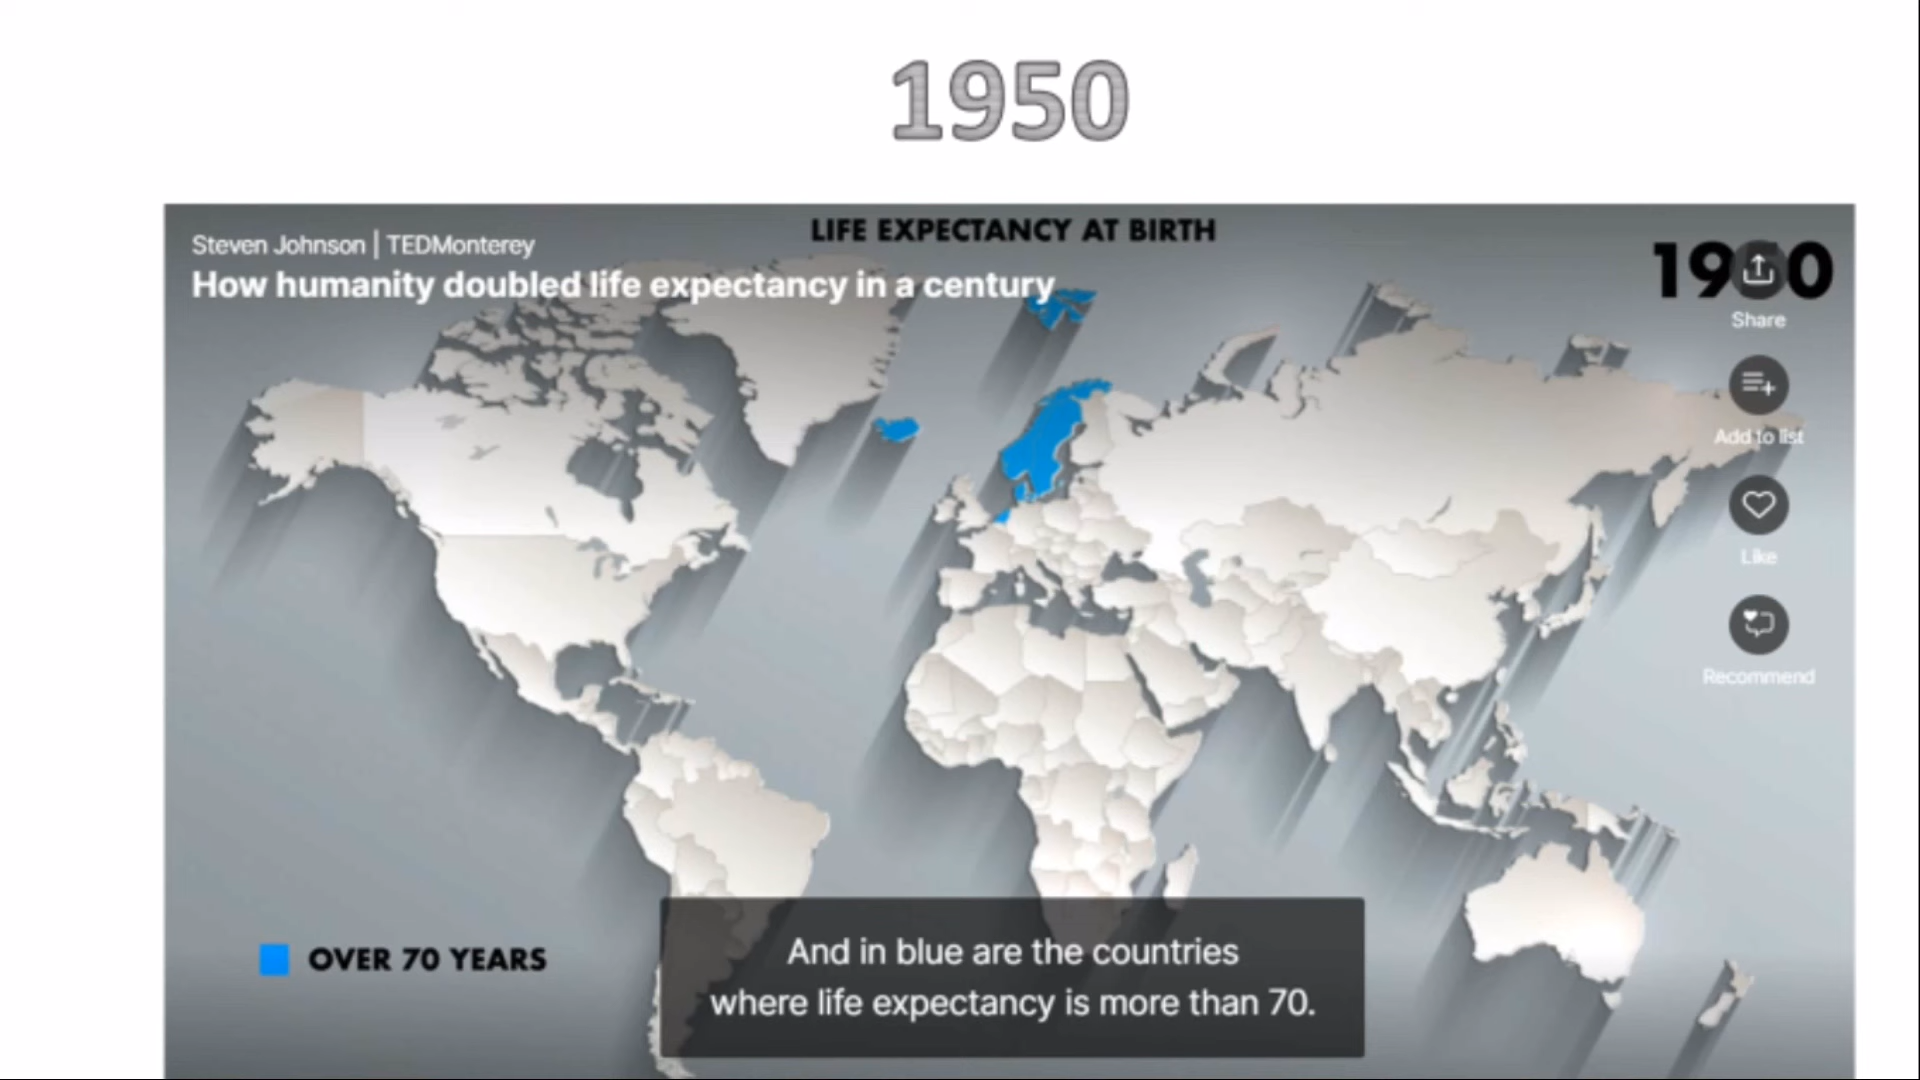 1950
LIFE EXPECTANCY AT BIRTH
Steven Johnson | TEDMonterey
How humanity doubled life expectancy in a century
Share
Add to list
Like
Recommend
OVER 70 YEARS
And in blue are the countries
where life expectancy is more than 70.